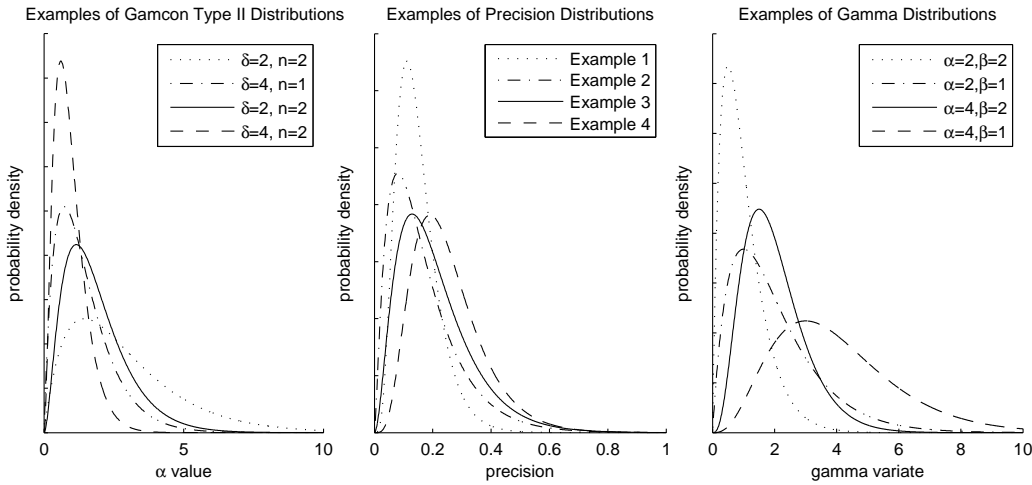 Examples of Gamcon Type II Distributions
δ=2, n=2
δ=4, n=1
δ=2, n=2
δ=4, n=2
probability density
0
5
10
α value
Examples of Precision Distributions
Example 1
Example 2
Example 3
Example 4
probability density
0
0.2
0.4
0.6
0.8
1
precision
Examples of Gamma Distributions
α=2,β=2
α=2,β=1
α=4,β=2
α=4,β=1
probability density
0
2
4
6
8
10
gamma variate